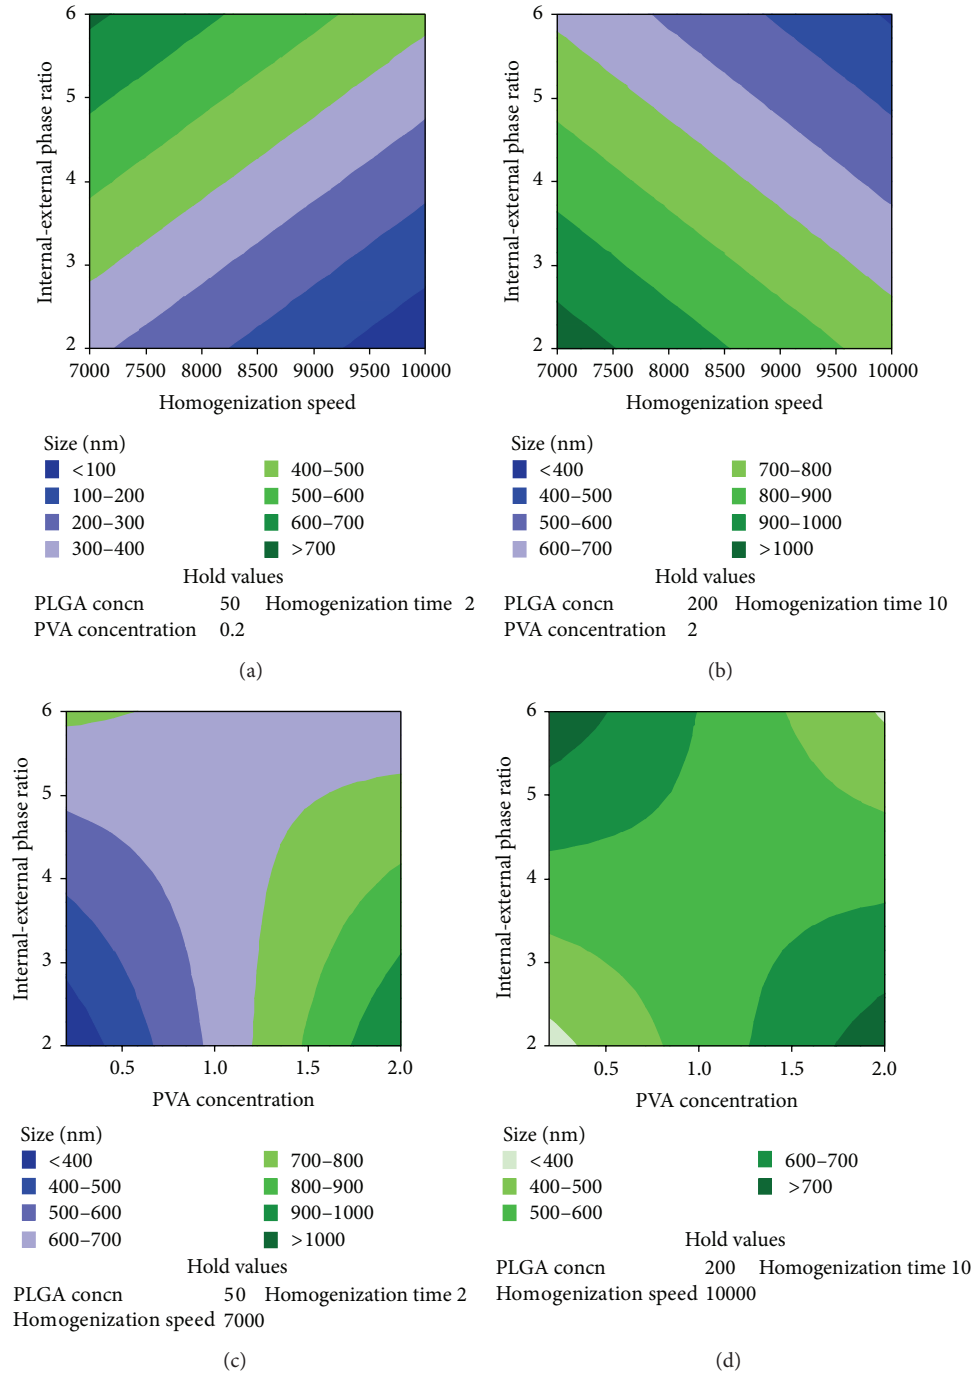 6
5
4
3
2
Internal-external phase ratio
7000 7500 8000 8500 9000 9500 10000
Homogenization speed
Size (nm)
<100 400–500
100–200 500–600
200–300 600–700
300–400 >700
Hold values
PLGA concn 50 Homogenization time 2
PVA concentration 0.2
(a)
6
5
4
3
2
Internal-external phase ratio
7000 7500 8000 8500 9000 9500 10000
Homogenization speed
Size (nm)
<400 700–800
400–500 800–900
500–600 900–1000
600–700 >1000
Hold values
PLGA concn 200 Homogenization time 10
PVA concentration 2
(b)
6
5
4
3
2
Internal-external phase ratio
0.5 1.0 1.5 2.0
PVA concentration
Size (nm)
<400 700–800
400–500 800–900
500–600 900–1000
600–700 >1000
Hold values
PLGA concn 50 Homogenization time 2
Homogenization speed 7000
(c)
6
5
4
3
2
Internal-external phase ratio
0.5 1.0 1.5 2.0
PVA concentration
Size (nm)
<400 600–700
400–500 >700
500–600
Hold values
PLGA concn 200 Homogenization time 10
Homogenization speed 10000
(d)